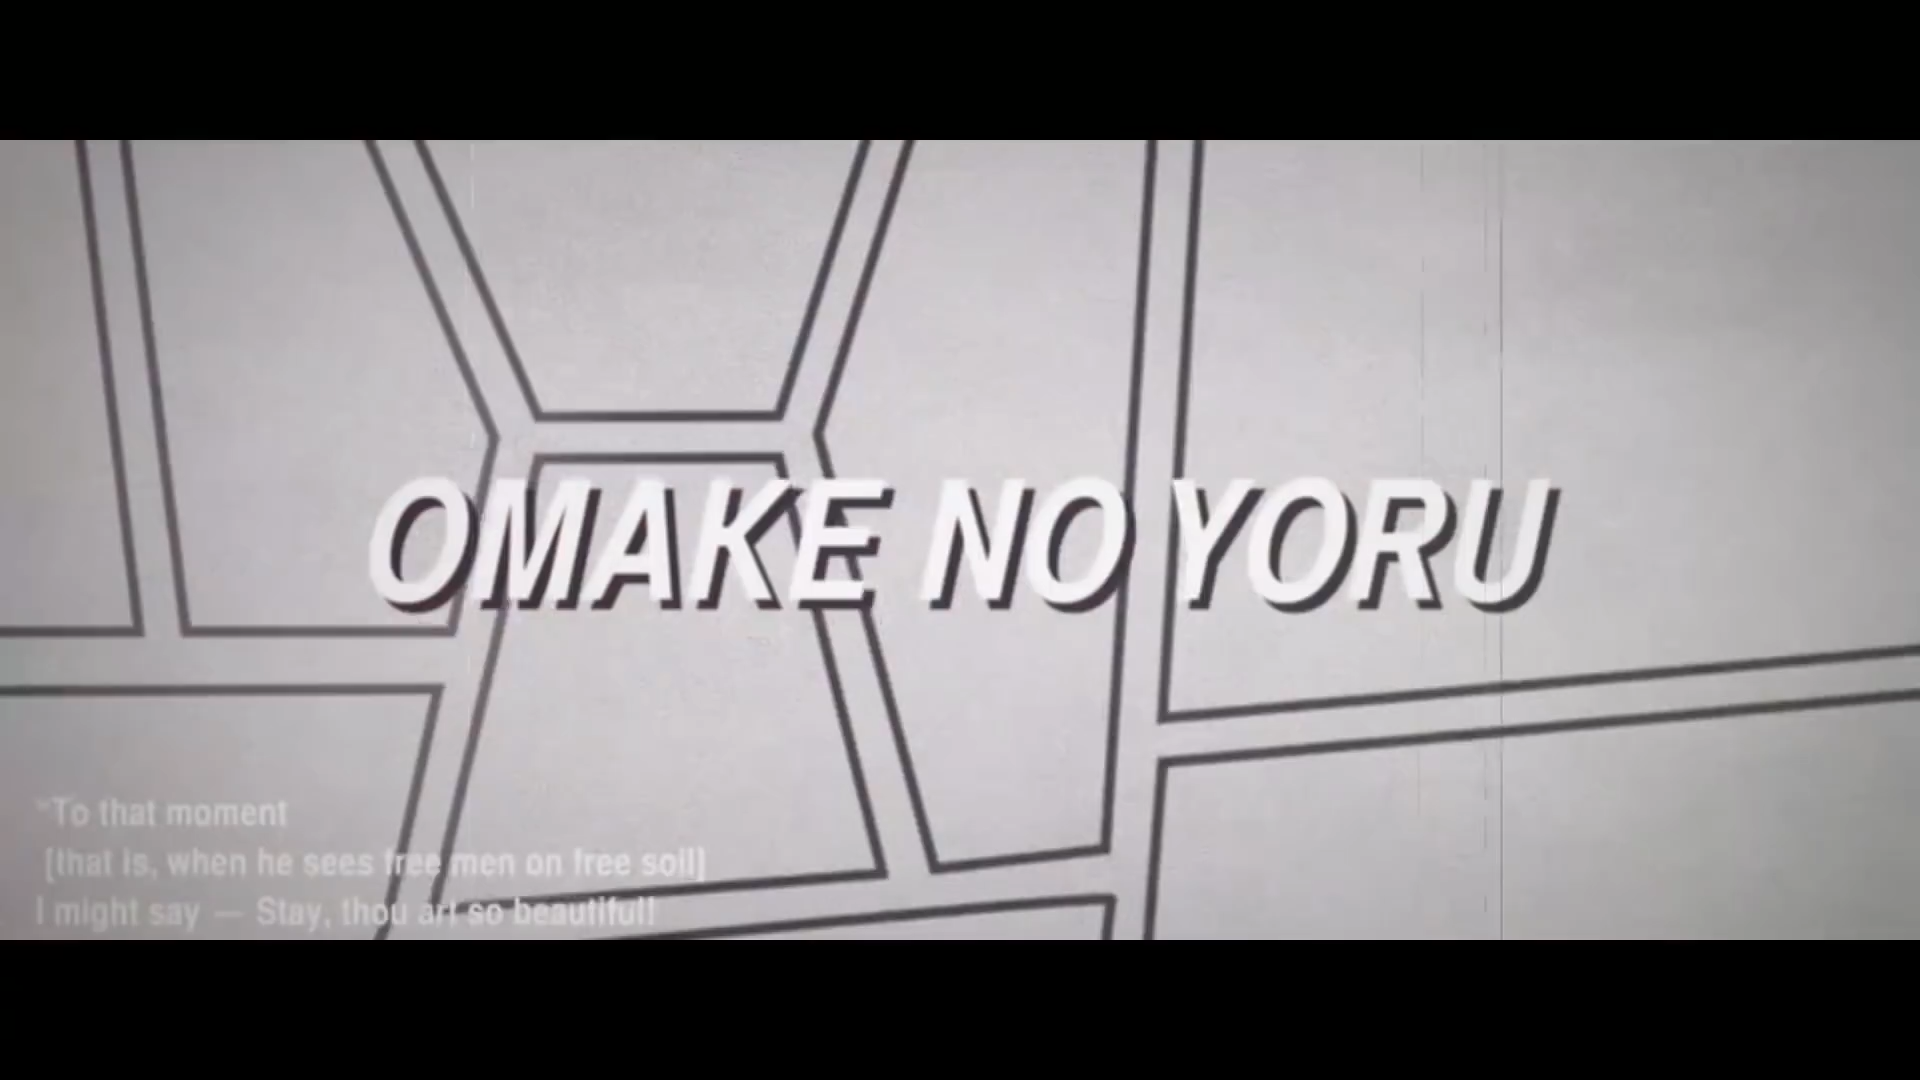 OMAKE NO YORU
"To that moment
[that is, when he sees free men on free soil]
I might say — Stay, thou art so beautiful!